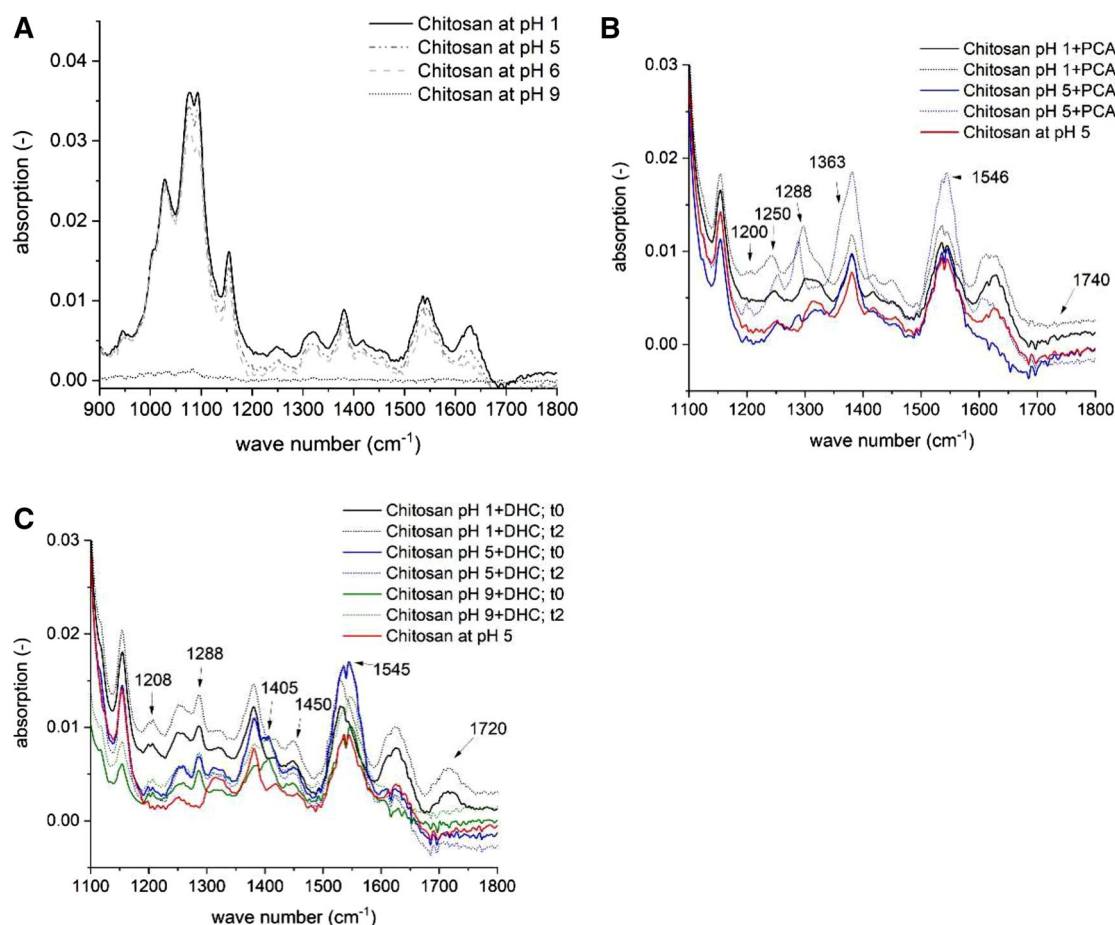 A
Chitosan at pH 1
Chitosan at pH 5
Chitosan at pH 6
Chitosan at pH 9
absorption (-)
0.04
0.03
0.02
0.01
0.00
900 1000 1100 1200 1300 1400 1500 1600 1700 1800
wave number (cm⁻¹)
B
Chitosan pH 1+PCA
Chitosan pH 1+PCA
Chitosan pH 5+PCA
Chitosan pH 5+PCA
Chitosan at pH 5
absorption (-)
0.03
0.02
0.01
0.00
1200
1250
1288
1363
1546
1740
1100 1200 1300 1400 1500 1600 1700 1800
wave number (cm⁻¹)
C
Chitosan pH 1+DHC; t0
Chitosan pH 1+DHC; t2
Chitosan pH 5+DHC; t0
Chitosan pH 5+DHC; t2
Chitosan pH 9+DHC; t0
Chitosan pH 9+DHC; t2
Chitosan at pH 5
absorption (-)
0.03
0.02
0.01
0.00
1208
1288
1405
1450
1545
1720
1100 1200 1300 1400 1500 1600 1700 1800
wave number (cm⁻¹)